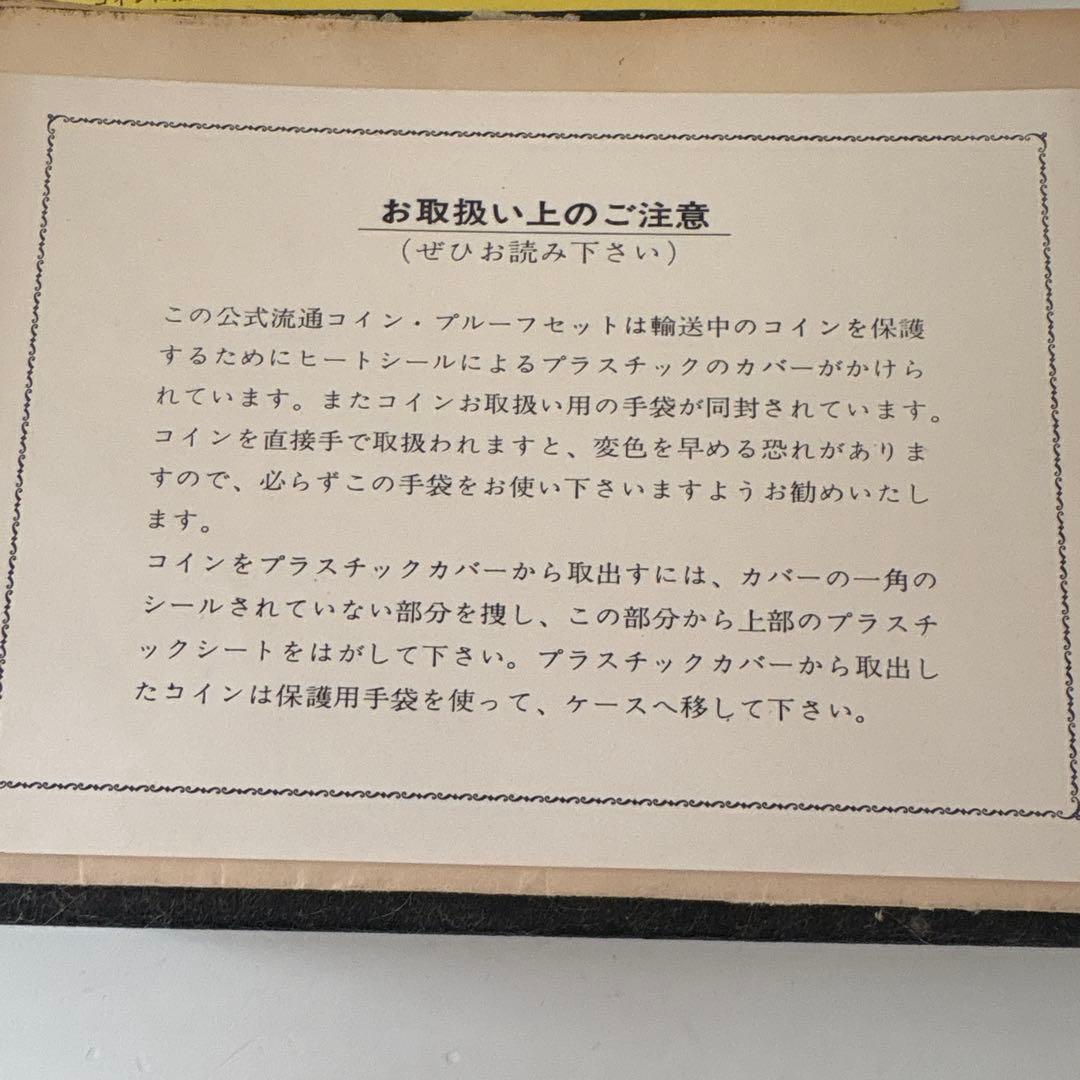 お取扱い上のご注意
(ぜひお読み下さい)
この公式流通コイン・プルーフセットは輸送中のコインを保護
するためにヒートシールによるプラスチックのカバーがかけら
れています。またコインお取扱い用の手袋が同封されています。
コインを直接手で取扱われますと、変色を早める恐れがありま
すので、必らずこの手袋をお使い下さいますようお勧めいたし
ます。
コインをプラスチックカバーから取出すには、カバーの一角の
シールされていない部分を捜し、この部分から上部のプラスチ
ックシートをはがして下さい。プラスチックカバーから取出し
たコインは保護用手袋を使って、ケースへ移して下さい。